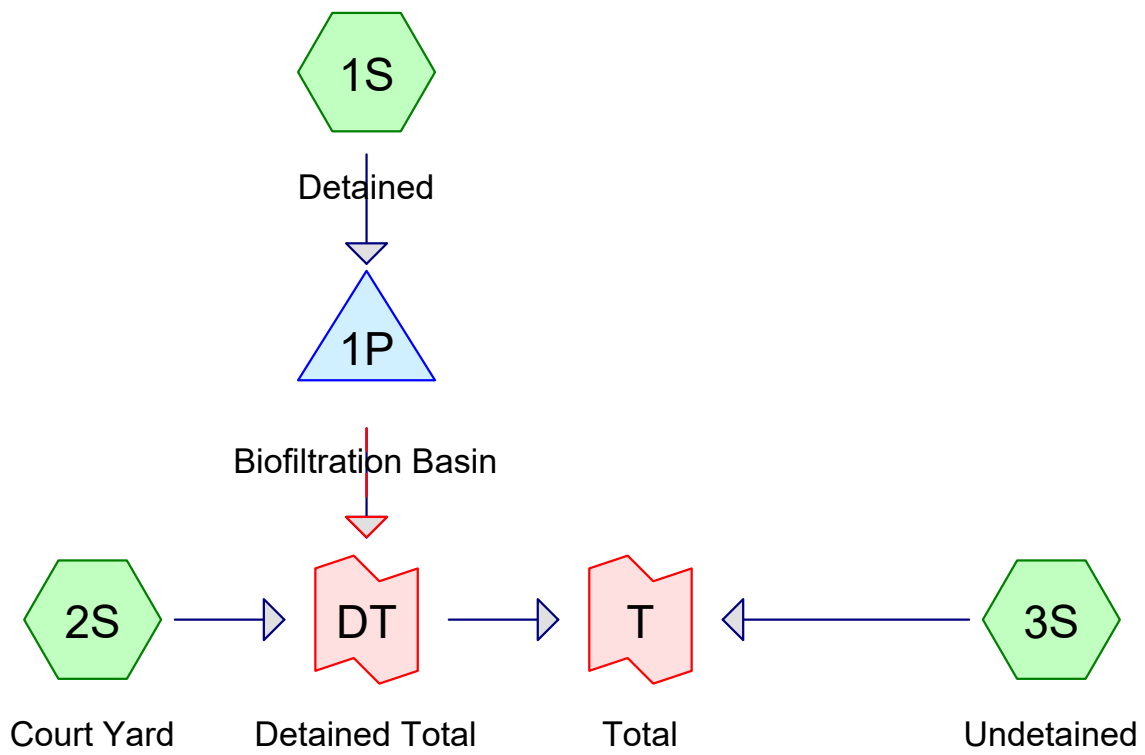 1S
Detained
1P
Biofiltration Basin
2S
DT
T
3S
Court Yard
Detained Total
Total
Undetained